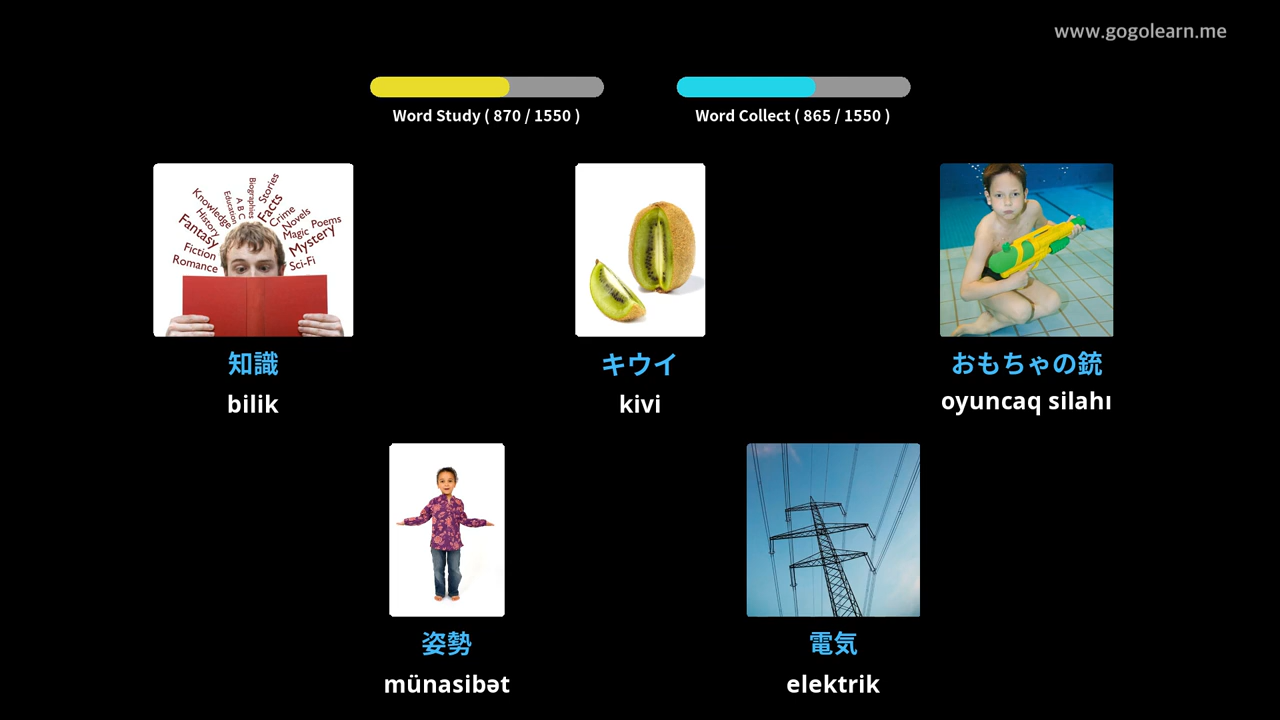 www.gogolearn.me
Word Study ( 870 / 1550 )
Word Collect ( 865 / 1550 )
Stories
Biographies
A B C
Education
Facts
Knowledge
Crime
History
Novels
Fantasy
Magic
Poems
Mystery
Fiction
Romance
Sci-Fi
知識
bilik
キウイ
kivi
おもちゃの銃
oyuncaq silahı
姿勢
münasibət
電気
elektrik